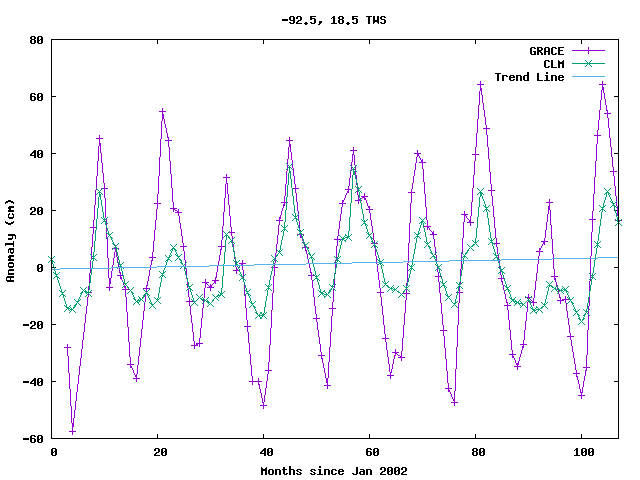 -92.5, 18.5 TWS
GRACE
CLM
Trend Line
80
60
40
20
0
-20
-40
-60
Anomaly (cm)
0 20 40 60 80 100
Months since Jan 2002